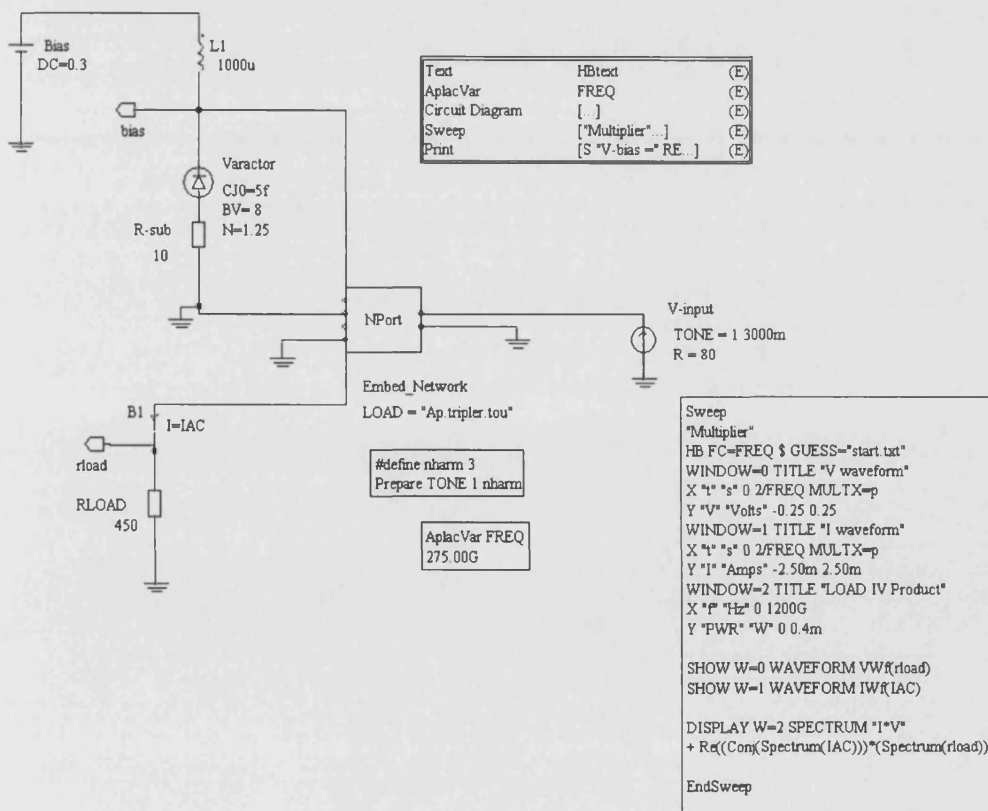 Bias
DC=0.3
L1
1000u
bias
Varactor
CJ0=5f
BV= 8
N=1.25
R-sub
10
Text HBtext (E)
AplacVar FREQ (E)
Circuit Diagram [...] (E)
Sweep ["Multiplier"...] (E)
Print [S "V-bias =" RE...] (E)
NPort
V-input
TONE = 1 3000m
R = 80
Embed_Network
LOAD = "Ap.tripler.tou"
B1
I=IAC
rload
RLOAD
450
#define nharm 3
Prepare TONE 1 nharm
AplacVar FREQ
275.00G
Sweep
"Multiplier"
HB FC=FREQ $ GUESS="start.txt"
WINDOW=0 TITLE "V waveform"
X "t" "s" 0 2/FREQ MULTX=p
Y "V" "Volts" -0.25 0.25
WINDOW=1 TITLE "I waveform"
X "t" "s" 0 2/FREQ MULTX=p
Y "I" "Amps" -2.50m 2.50m
WINDOW=2 TITLE "LOAD IV Product"
X "f" "Hz" 0 1200G
Y "PWR" "W" 0 0.4m
SHOW W=0 WAVEFORM VWf(rload)
SHOW W=1 WAVEFORM IWf(IAC)
DISPLAY W=2 SPECTRUM "I*V"
+ Re((Conj(Spectrum(IAC)))*(Spectrum(rload))
EndSweep